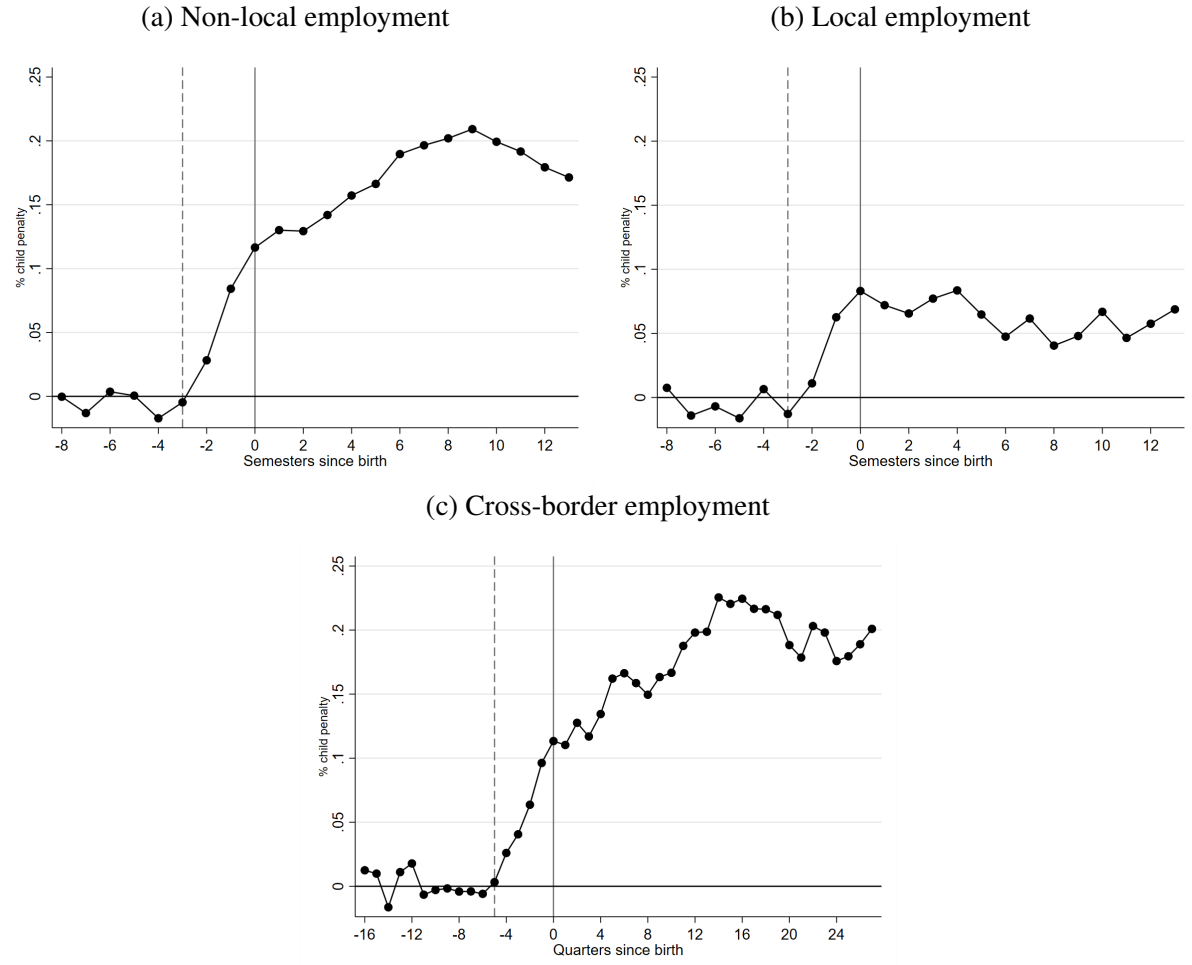 (a) Non-local employment
% child penalty
.25
.2
.15
.1
.05
0
-8 -6 -4 -2 0 2 4 6 8 10 12
Semesters since birth
(b) Local employment
% child penalty
.25
.2
.15
.1
.05
0
-8 -6 -4 -2 0 2 4 6 8 10 12
Semesters since birth
(c) Cross-border employment
% child penalty
.25
.2
.15
.1
.05
0
-16 -12 -8 -4 0 4 8 12 16 20 24
Quarters since birth